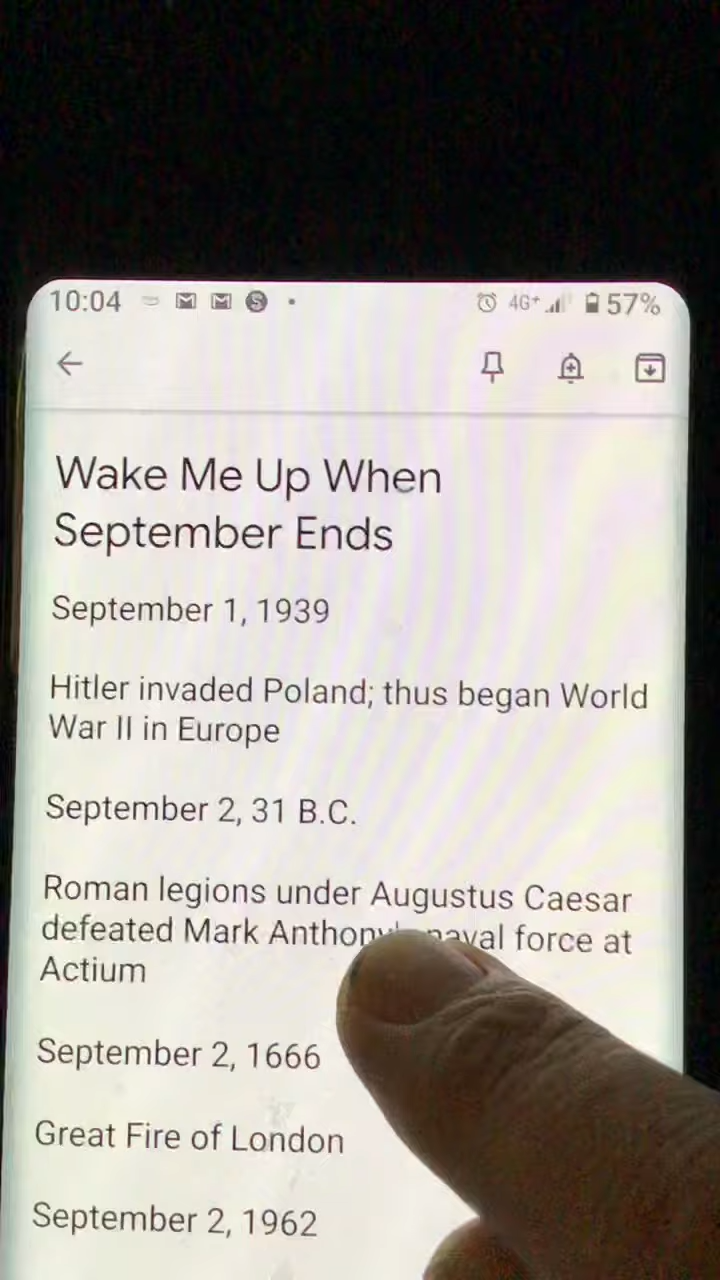 10:04
4G+ 57%
Wake Me Up When
September Ends
September 1, 1939
Hitler invaded Poland; thus began World
War II in Europe
September 2, 31 B.C.
Roman legions under Augustus Caesar
defeated Mark Anthony's naval force at
Actium
September 2, 1666
Great Fire of London
September 2, 1962